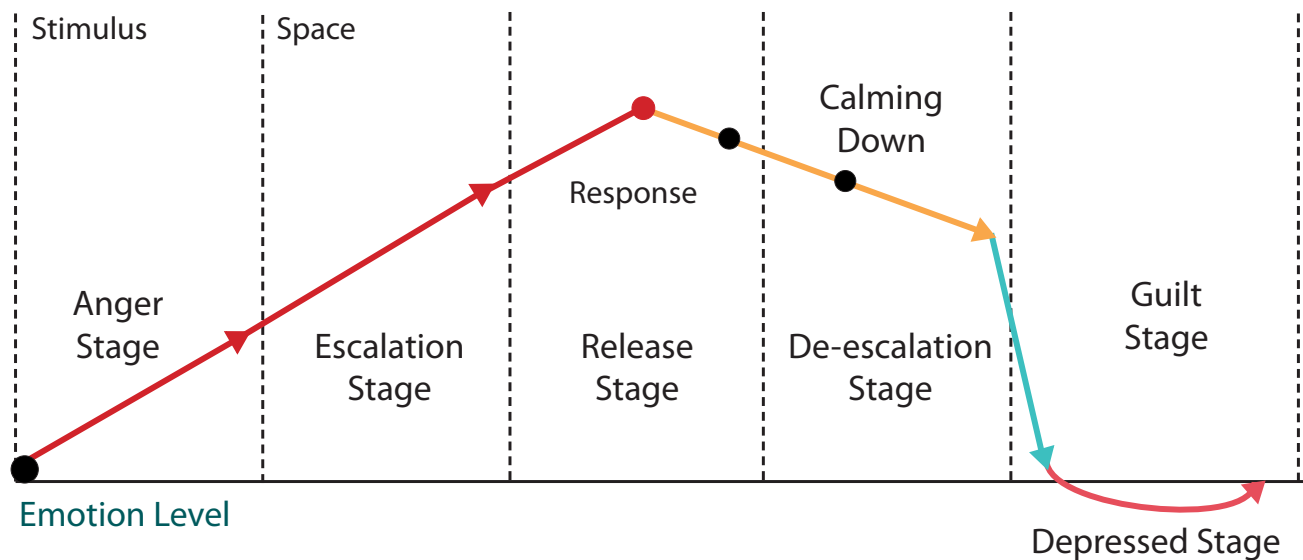 Stimulus
Space
Calming
Down
Response
Anger
Stage
Escalation
Stage
Release
Stage
De-escalation
Stage
Guilt
Stage
Emotion Level
Depressed Stage